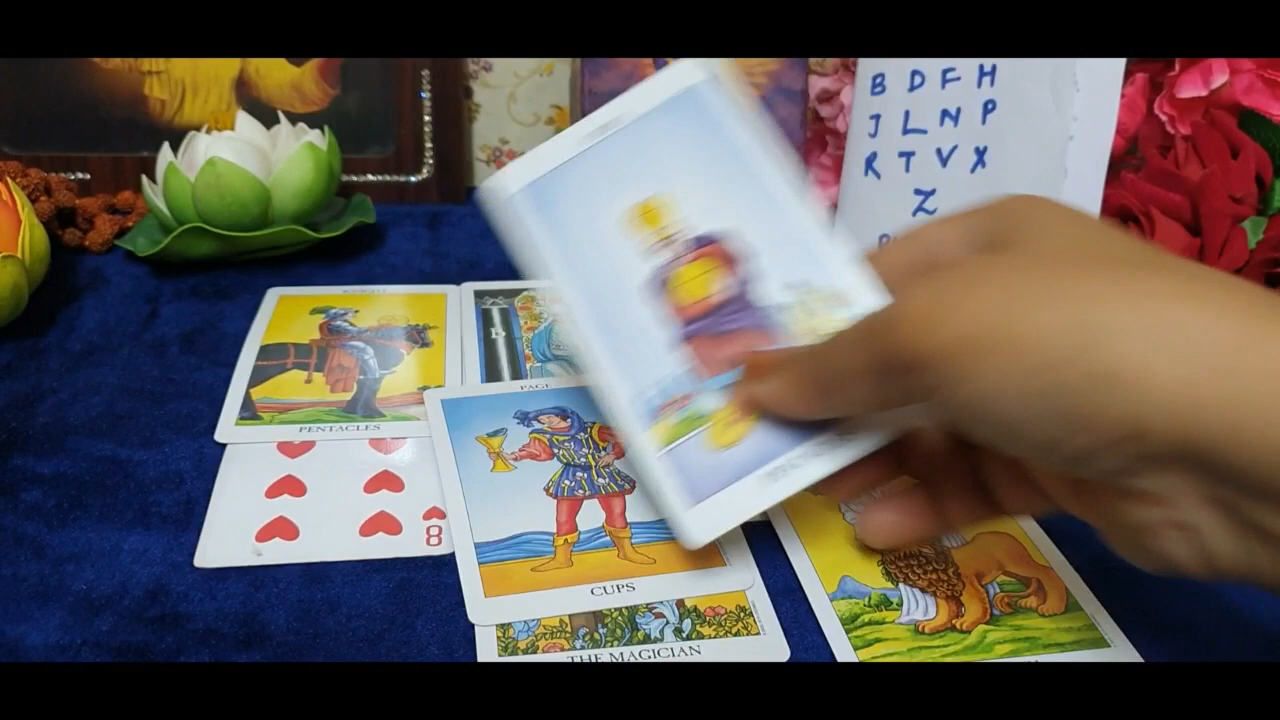 B D F H
J L N P
R T V X
Z
B
PENTACLES
PAGE
8
CUPS
THE MAGICIAN